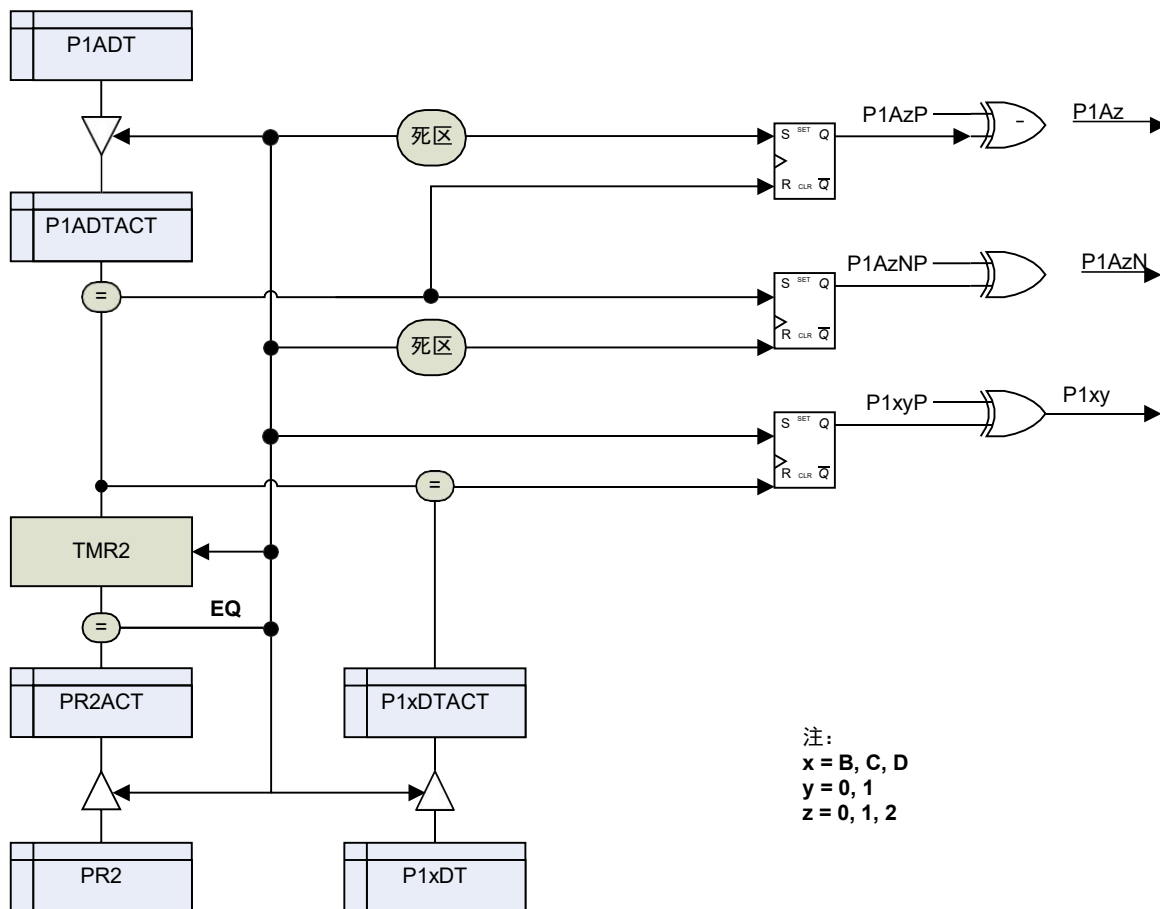 P1ADT
死区
P1AzP
-
P1Az
S SET Q
R CLR Q
P1ADTACT
=
P1AzNP
P1AzN
S SET Q
R CLR Q
死区
P1xyP
P1xy
S SET Q
R CLR Q
=
TMR2
EQ
=
PR2ACT
P1xDTACT
注：
x = B, C, D
y = 0, 1
z = 0, 1, 2
PR2
P1xDT